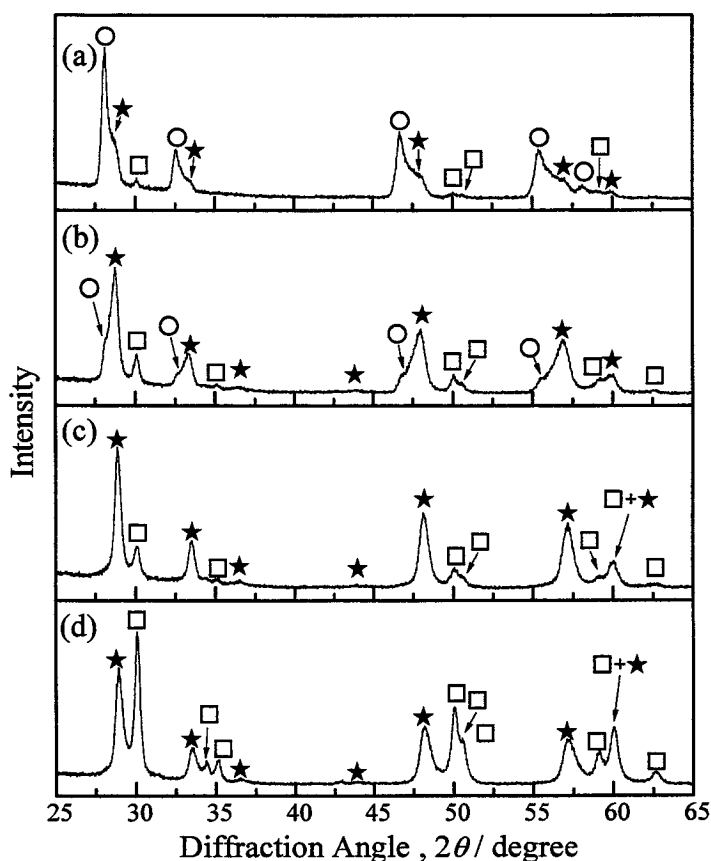 (a)
(b)
(c)
□+★
(d)
□+★
Intensity
25 30 35 40 45 50 55 60 65
Diffraction Angle , 2θ / degree